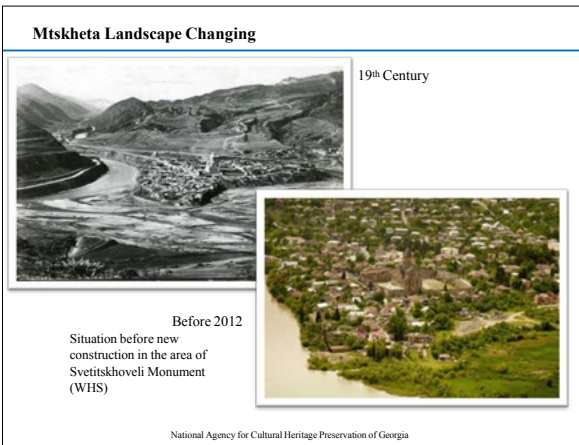 Mtskheta Landscape Changing
19th Century
Before 2012
Situation before new
construction in the area of
Svetitskhoveli Monument
(WHS)
National Agency for Cultural Heritage Preservation of Georgia